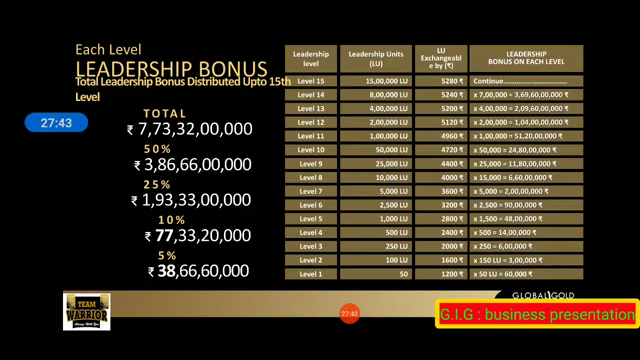 Each Level
LEADERSHIP BONUS
Total Leadership Bonus Distributed Upto 15th
Level
27:43
TOTAL
₹ 7,73,32,00,000
50%
₹ 3,86,66,00,000
25%
₹ 1,93,33,00,000
10%
₹ 77,33,20,000
5%
₹ 38,66,60,000
Leadership level Leadership Units (LU) LU Exchangeable by (₹) LEADERSHIP BONUS ON EACH LEVEL
Level 15 15,00,000 LU 5280 ₹ Continue..............................
Level 14 8,00,000 LU 5240 ₹ x 7,00,000 = 3,69,60,00,000 ₹
Level 13 4,00,000 LU 5200 ₹ x 4,00,000 = 2,09,60,00,000 ₹
Level 12 2,00,000 LU 5120 ₹ x 2,00,000 = 1,04,00,00,000 ₹
Level 11 1,00,000 LU 4960 ₹ x 1,00,000 = 51,20,00,000 ₹
Level 10 50,000 LU 4720 ₹ x 50,000 = 24,80,00,000 ₹
Level 9 25,000 LU 4400 ₹ x 25,000 = 11,80,00,000 ₹
Level 8 10,000 LU 4000 ₹ x 15,000 = 6,60,00,000 ₹
Level 7 5,000 LU 3600 ₹ x 5,000 = 2,00,00,000 ₹
Level 6 2,500 LU 3200 ₹ x 2,500 = 90,00,000 ₹
Level 5 1,000 LU 2800 ₹ x 1,500 = 48,00,000 ₹
Level 4 500 LU 2400 ₹ x 500 = 14,00,000 ₹
Level 3 250 LU 2000 ₹ x 250 = 6,00,000 ₹
Level 2 100 LU 1600 ₹ x 150 LU = 3,00,000 ₹
Level 1 50 1200 ₹ x 50 LU = 60,000 ₹
TEAM
WARRIOR
Always With You
27:43
GLOBAL GOLD
G.I.G : business presentation